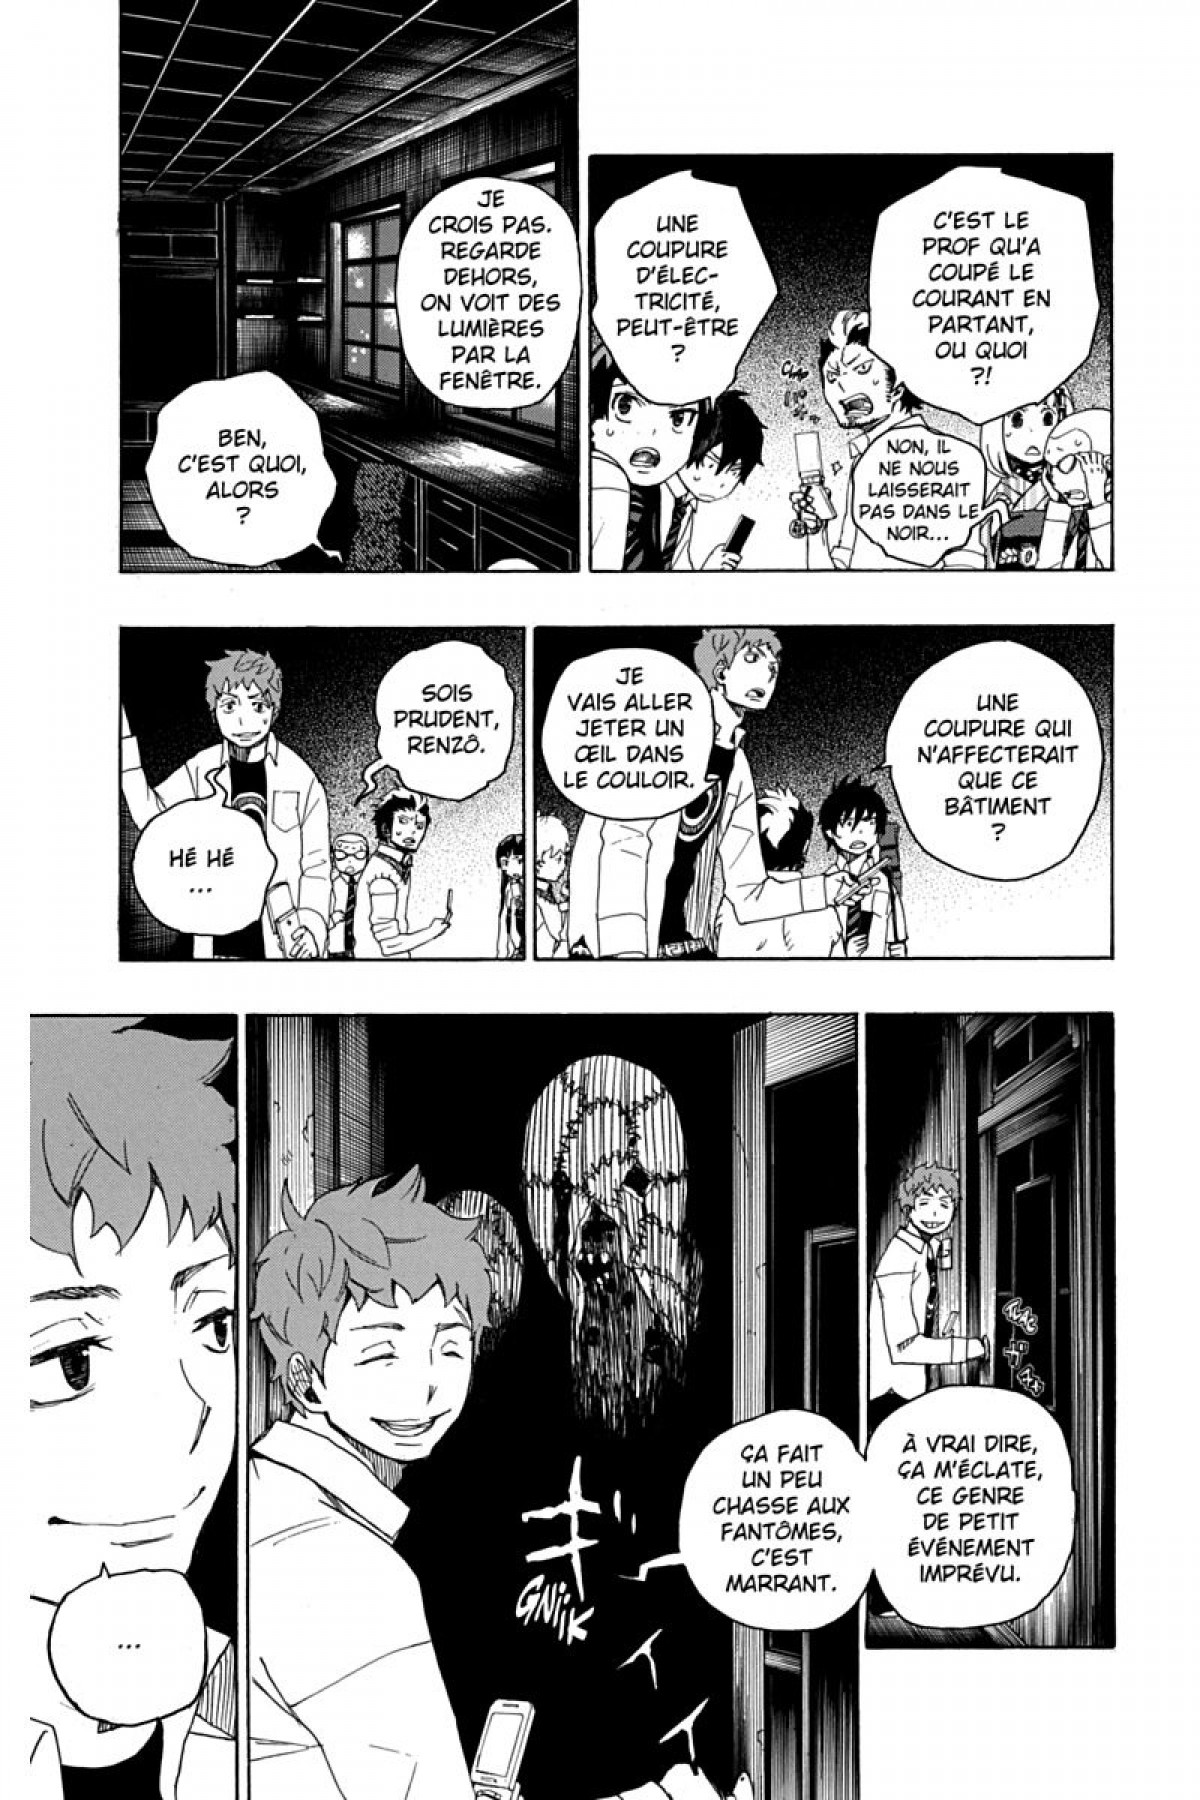 C'EST LE
PROF QU'A
COUPÉ LE
COURANT EN
PARTANT,
OU QUOI
?!
UNE
COUPURE
D'ÉLEC-
TRICITÉ,
PEUT-ÊTRE
?
CLAC
NON, IL
NE NOUS
LAISSERAIT
PAS DANS LE
NOIR...
JE
CROIS PAS.
REGARDE
DEHORS,
ON VOIT DES
LUMIÈRES
PAR LA
FENÊTRE.
BEN,
C'EST QUOI,
ALORS
?
UNE
COUPURE QUI
N'AFFECTERAIT
QUE CE
BÂTIMENT
?
JE
VAIS ALLER
JETER UN
ŒIL DANS
LE COULOIR.
SOIS
PRUDENT,
RENZÔ.
HÉ HÉ
...
CLAC
À VRAI DIRE,
ÇA M'ÉCLATE,
CE GENRE
DE PETIT
ÉVÉNEMENT
IMPRÉVU.
ÇA FAIT
UN PEU
CHASSE AUX
FANTÔMES,
C'EST
MARRANT.
ギィ
GNIIK
...